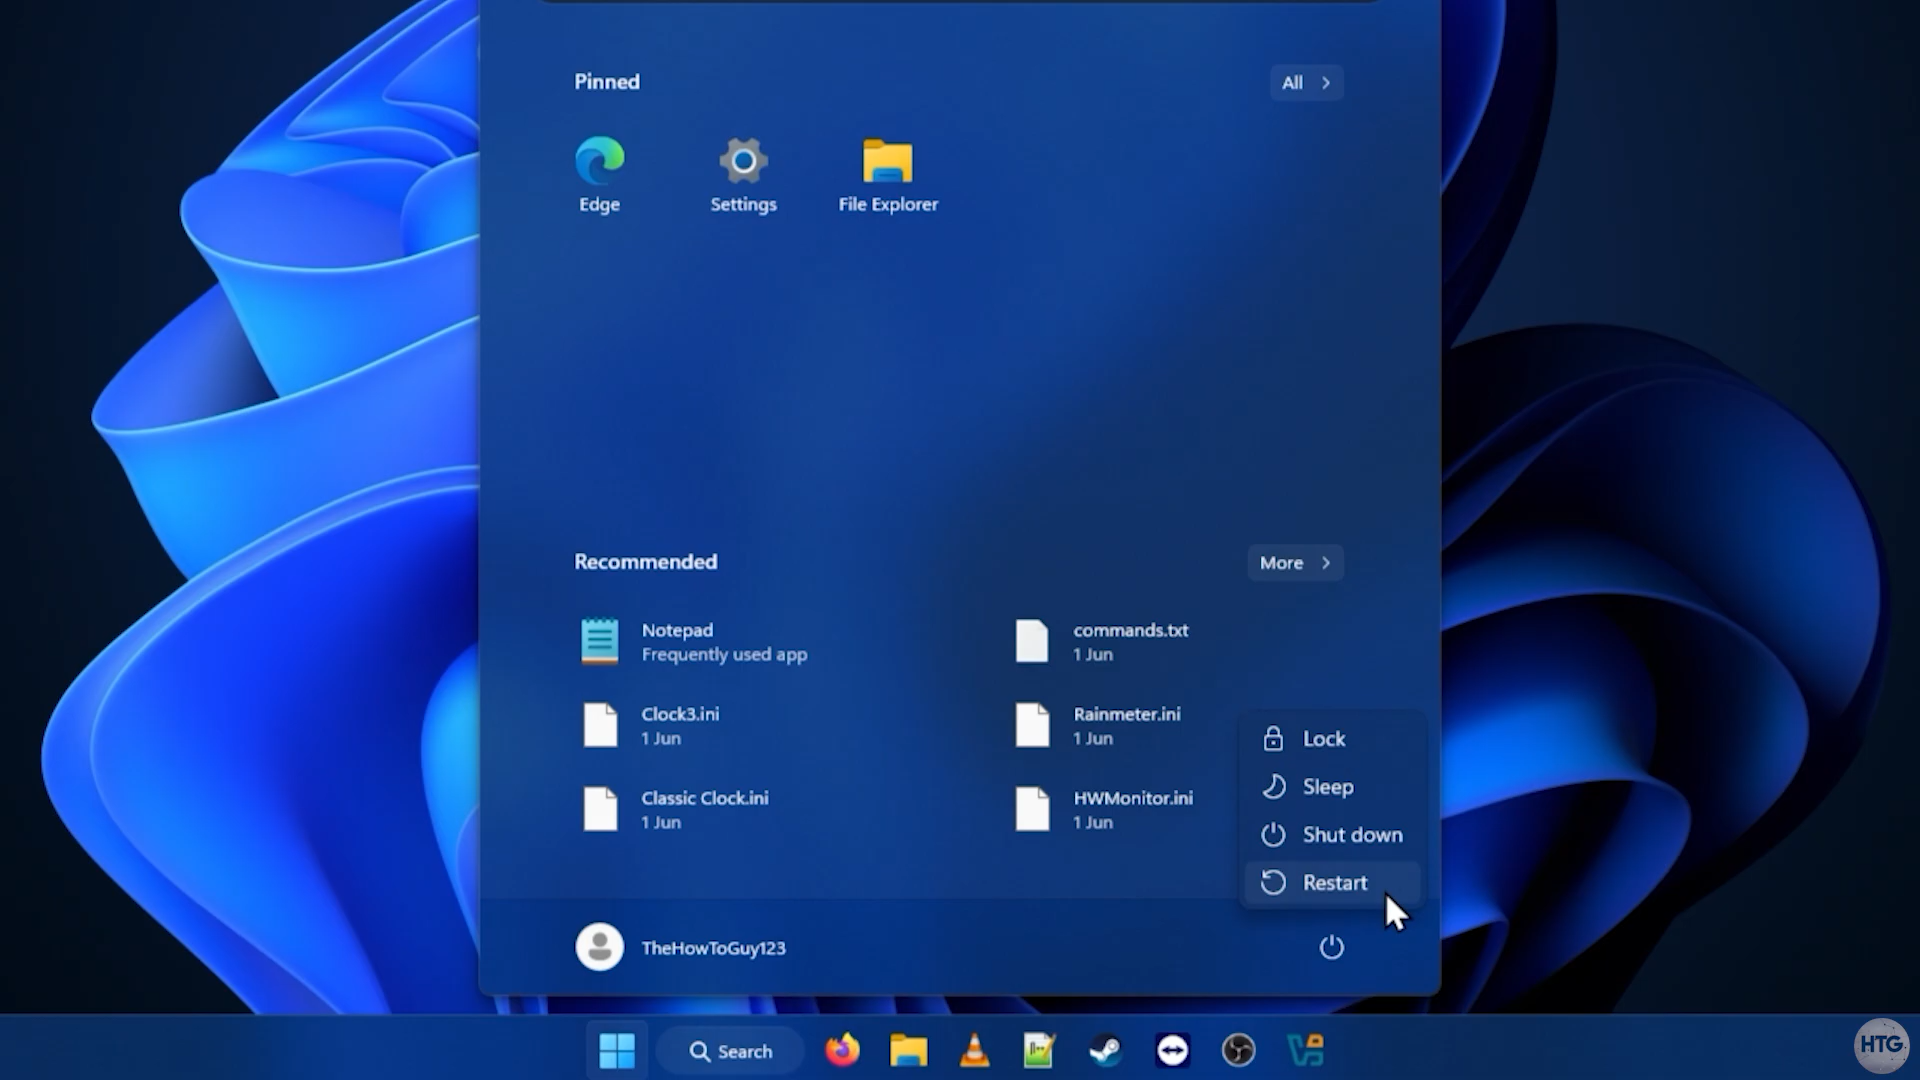 Pinned
All
Edge
Settings
File Explorer
Recommended
More
Notepad
Frequently used app
commands.txt
1 Jun
Clock3.ini
1 Jun
Rainmeter.ini
1 Jun
Classic Clock.ini
1 Jun
HWMonitor.ini
1 Jun
Lock
Sleep
Shut down
Restart
TheHowToGuy123
Search
HTG